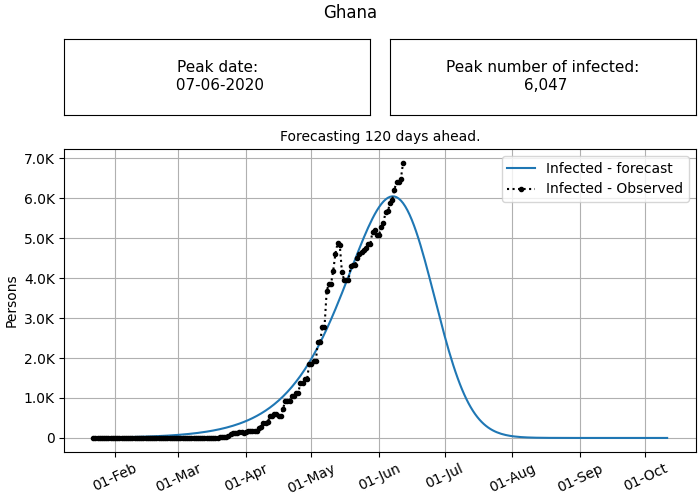 Ghana
Peak date:
07-06-2020
Peak number of infected:
6,047
Forecasting 120 days ahead.
7.0K
6.0K
5.0K
4.0K
3.0K
2.0K
1.0K
0
Persons
Infected - forecast
Infected - Observed
01-Feb
01-Mar
01-Apr
01-May
01-Jun
01-Jul
01-Aug
01-Sep
01-Oct